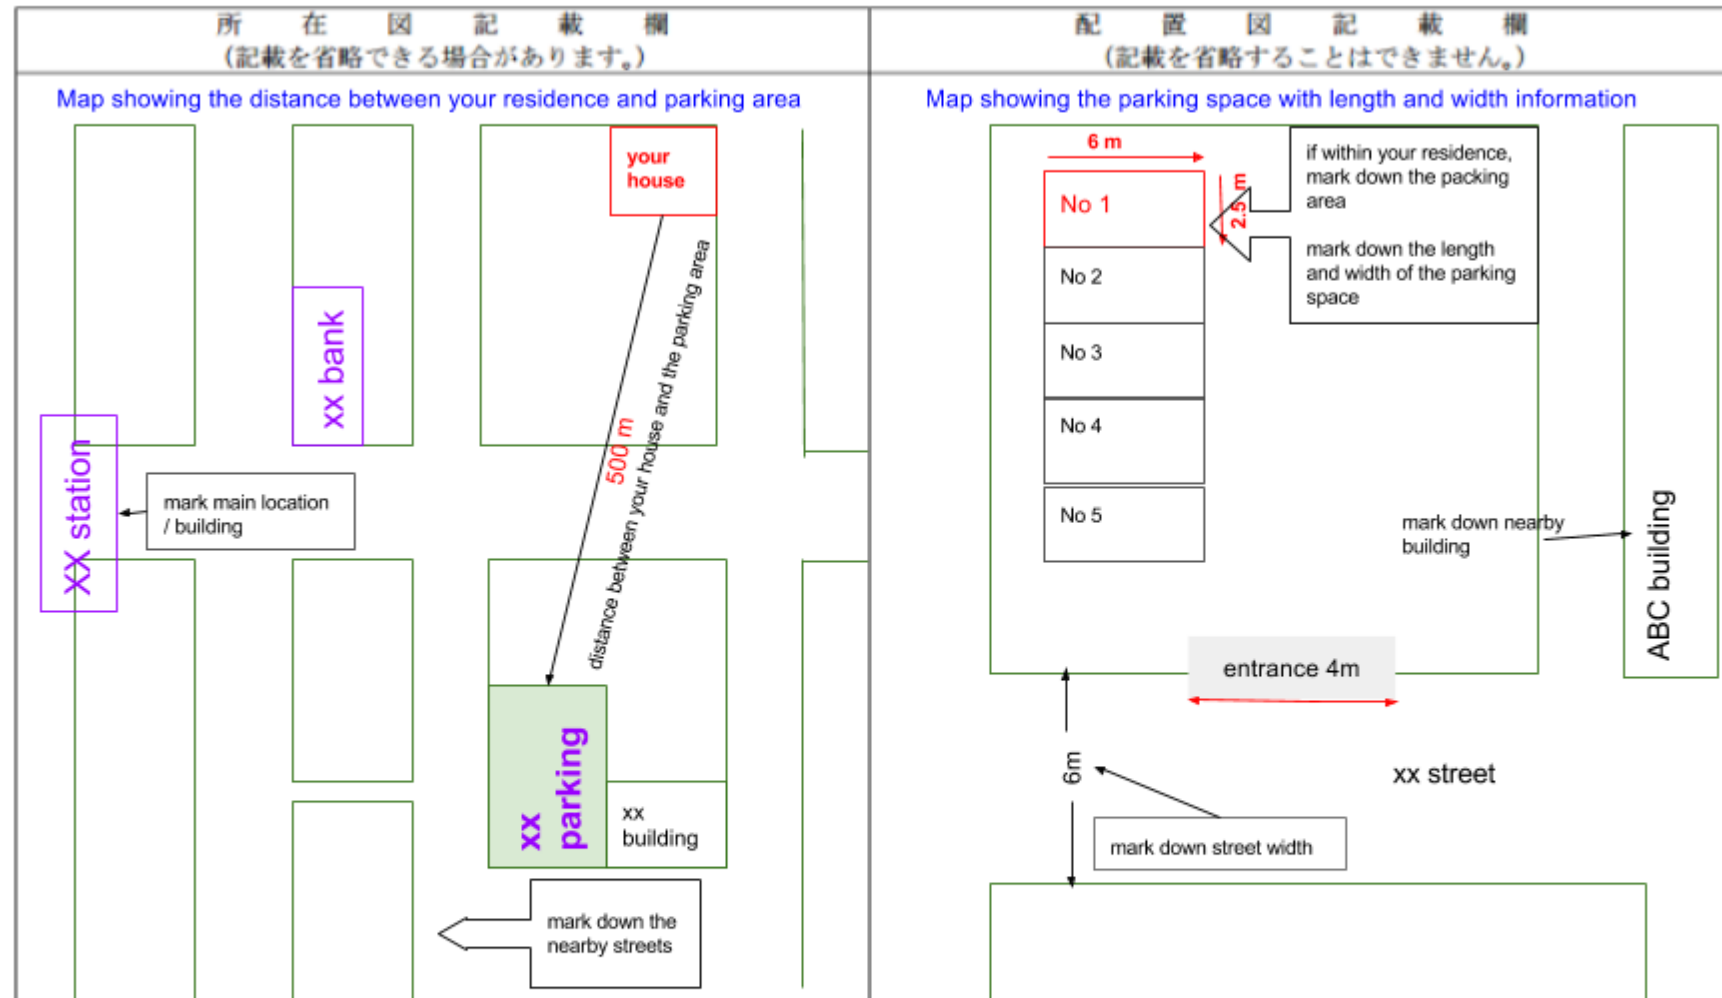 所在図記載欄
(記載を省略できる場合があります。)
Map showing the distance between your residence and parking area
your
house
xx bank
XX station
mark main location
/ building
500 m
distance between your house and the parking area
xx
parking
xx
building
mark down the
nearby streets
配置図記載欄
(記載を省略することはできません。)
Map showing the parking space with length and width information
6 m
2.5 m
No 1
No 2
No 3
No 4
No 5
if within your residence,
mark down the packing
area
mark down the length
and width of the parking
space
mark down nearby
building
ABC building
entrance 4m
6m
xx street
mark down street width